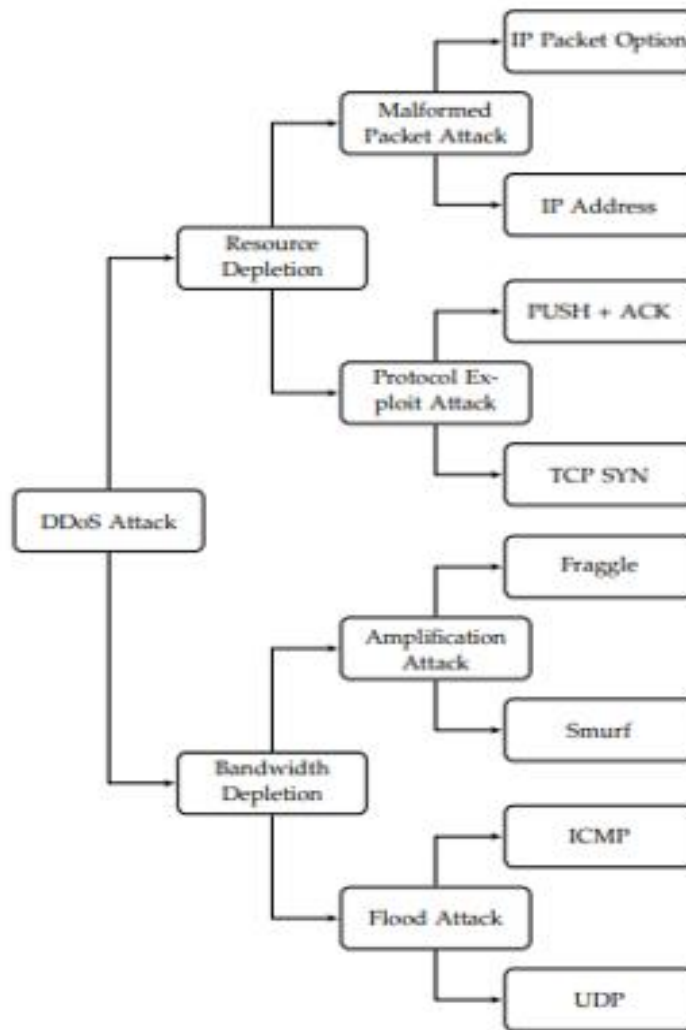 IP Packet Option
Malformed
Packet Attack
IP Address
Resource
Depletion
PUSH + ACK
Protocol Ex-
ploit Attack
TCP SYN
DDoS Attack
Fraggle
Amplification
Attack
Smurf
Bandwidth
Depletion
ICMP
Flood Attack
UDP